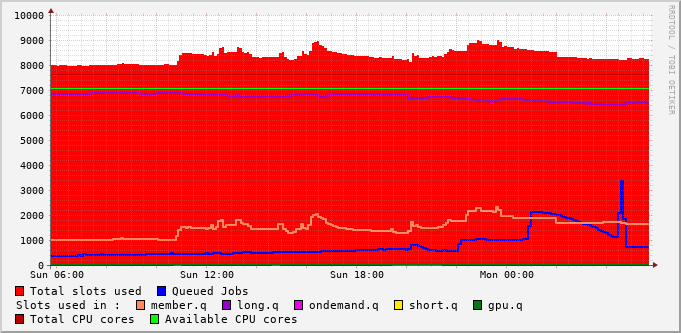 10000
9000
8000
7000
6000
5000
4000
3000
2000
1000
0
Sun 06:00 Sun 12:00 Sun 18:00 Mon 00:00
Total slots used Queued Jobs
Slots used in : member.q long.q ondemand.q short.q gpu.q
Total CPU cores Available CPU cores
RRDTOOL / TOBI OETIKER